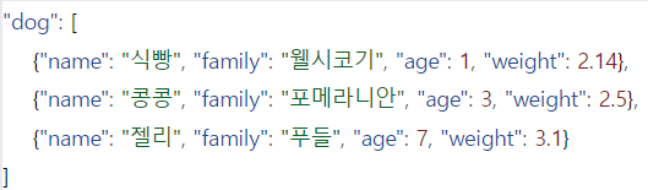 "dog": [
{"name": "식빵", "family": "웰시코기", "age": 1, "weight": 2.14},
{"name": "콩콩", "family": "포메라니안", "age": 3, "weight": 2.5},
{"name": "젤리", "family": "푸들", "age": 7, "weight": 3.1}
]